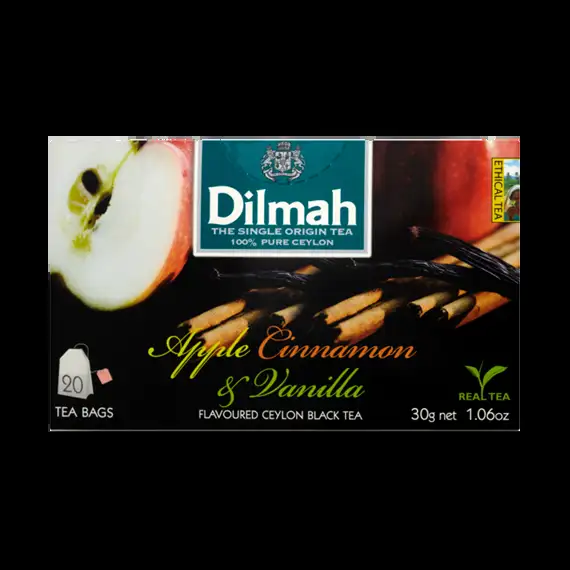 Dilmah
THE SINGLE ORIGIN TEA
100% PURE CEYLON
ETHICAL TEA
Apple Cinnamon
& Vanilla
FLAVOURED CEYLON BLACK TEA
20
TEA BAGS
30g net 1.06oz
REAL TEA